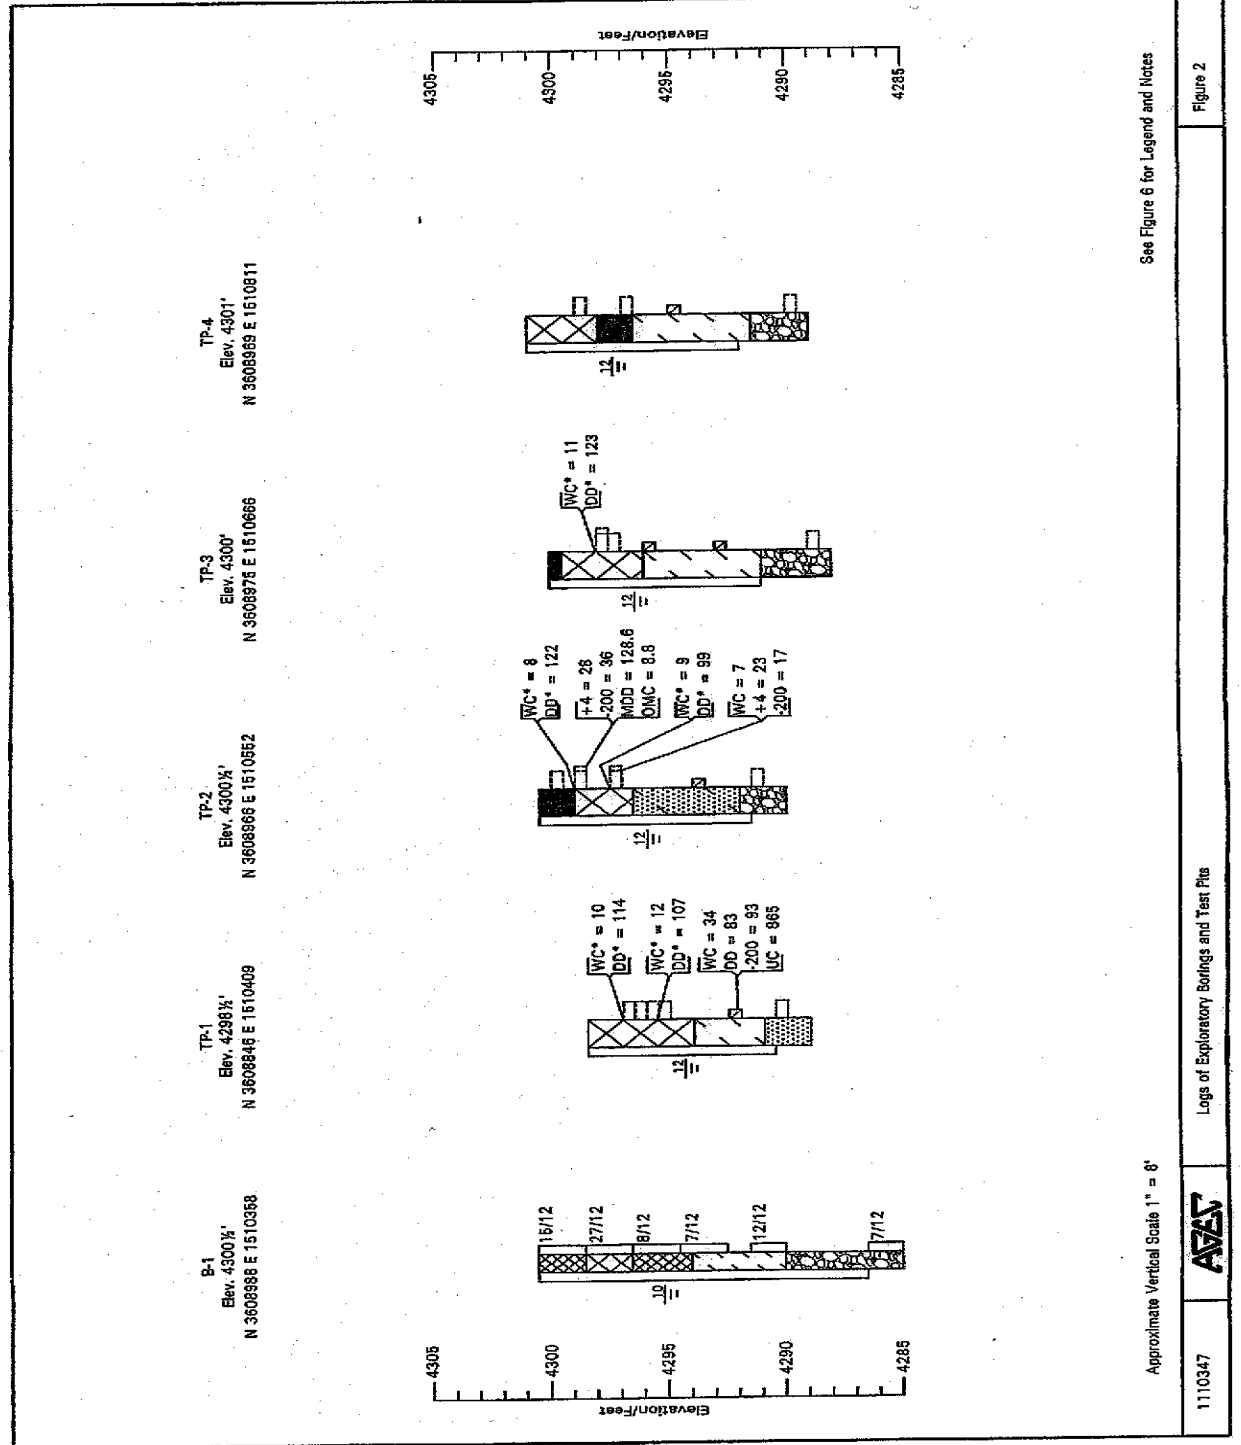 B-1
Elev. 4300½'
N 3608988 E 1510358
TP-1
Elev. 4298½'
N 3608846 E 1510409
TP-2
Elev. 4300½'
N 3608966 E 1510552
TP-3
Elev. 4300'
N 3608975 E 1510666
TP-4
Elev. 4301'
N 3608969 E 1510811
4305
4300
4295
4290
4285
Elevation/Feet
15/12
27/12
8/12
7/12
12/12
7/12
10
WC* = 10
DD* = 114
WC* = 12
DD* = 107
WC = 34
DD = 83
-200 = 93
UC = 865
12
WC* = 8
DD* = 122
+4 = 28
-200 = 36
MDD = 128.6
OMC = 8.8
WC* = 9
DD* = 99
WC = 7
+4 = 23
-200 = 17
12
WC* = 11
DD* = 123
12
12
4305
4300
4295
4290
4285
Elevation/Feet
Approximate Vertical Scale 1" = 8'
See Figure 6 for Legend and Notes
1110347
AGEC
Logs of Exploratory Borings and Test Pits
Figure 2